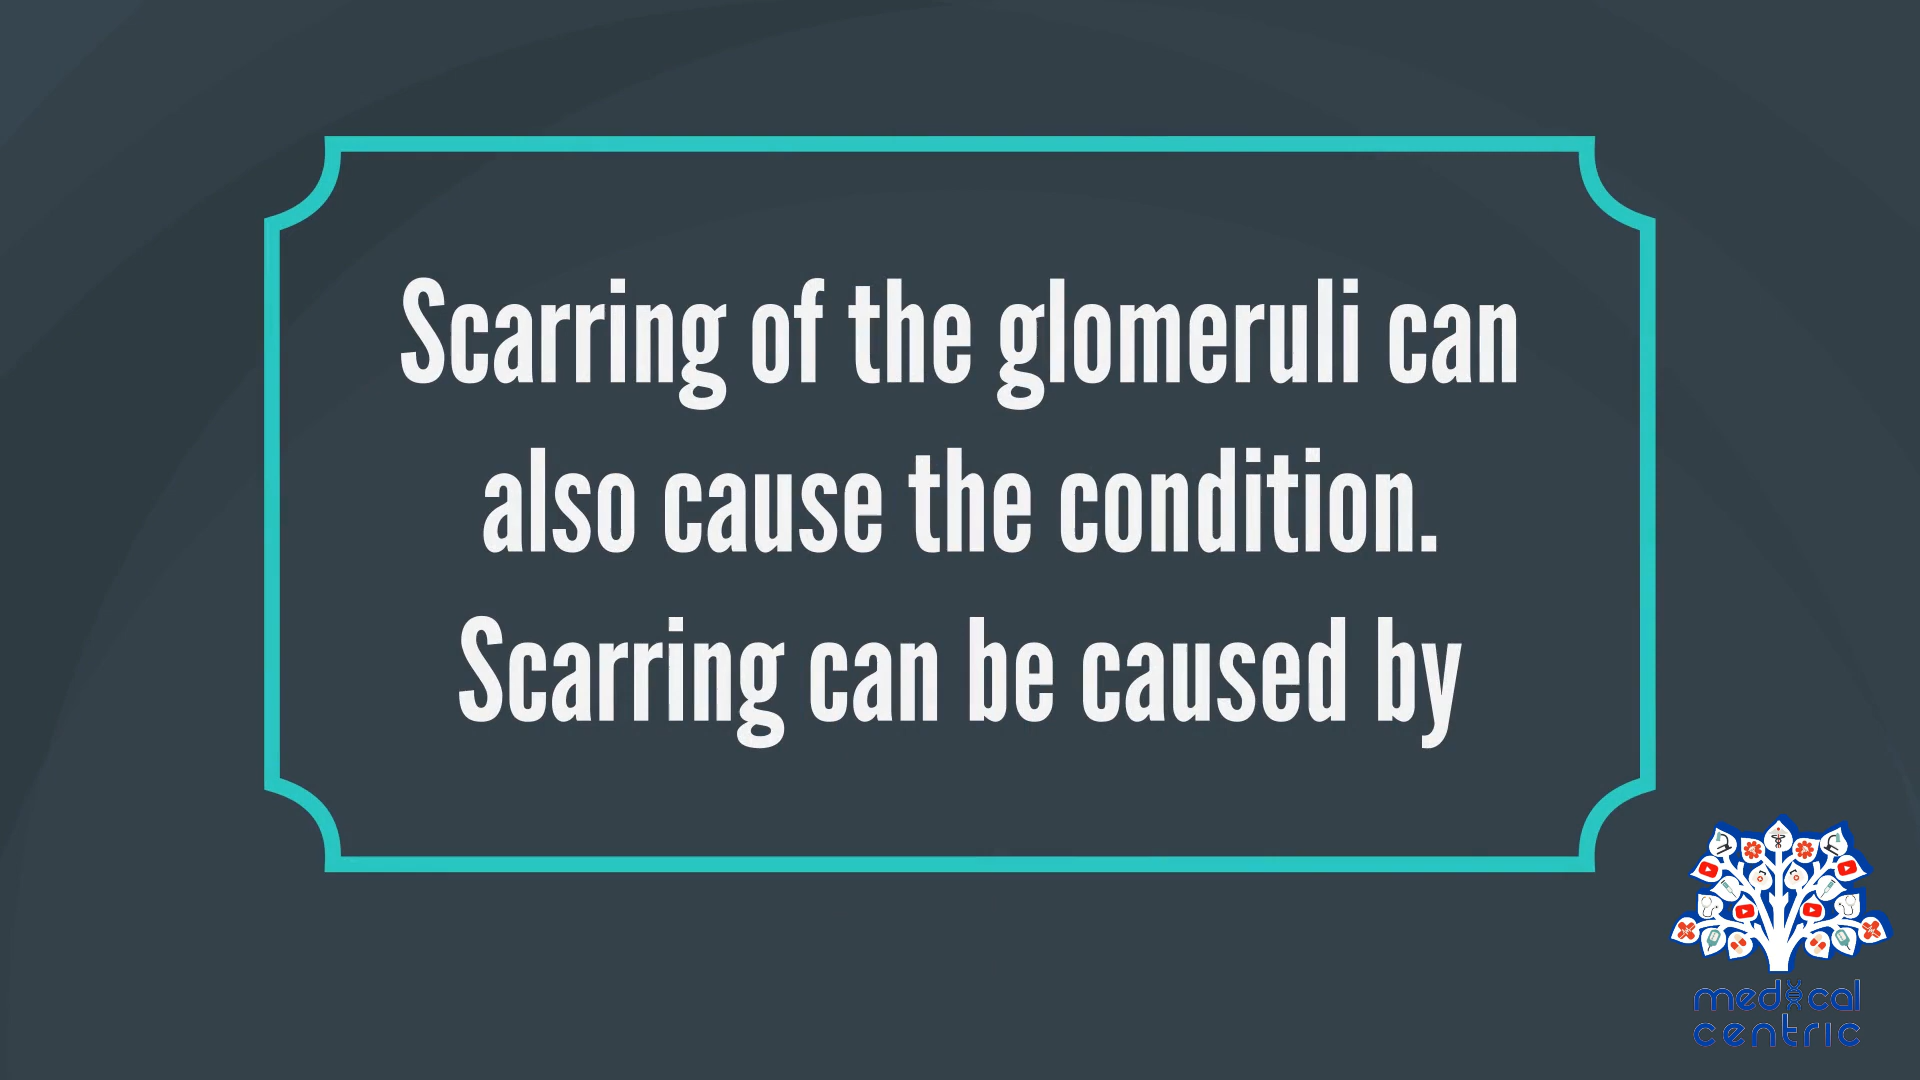 Scarring of the glomeruli can
also cause the condition.
Scarring can be caused by
medical
centric